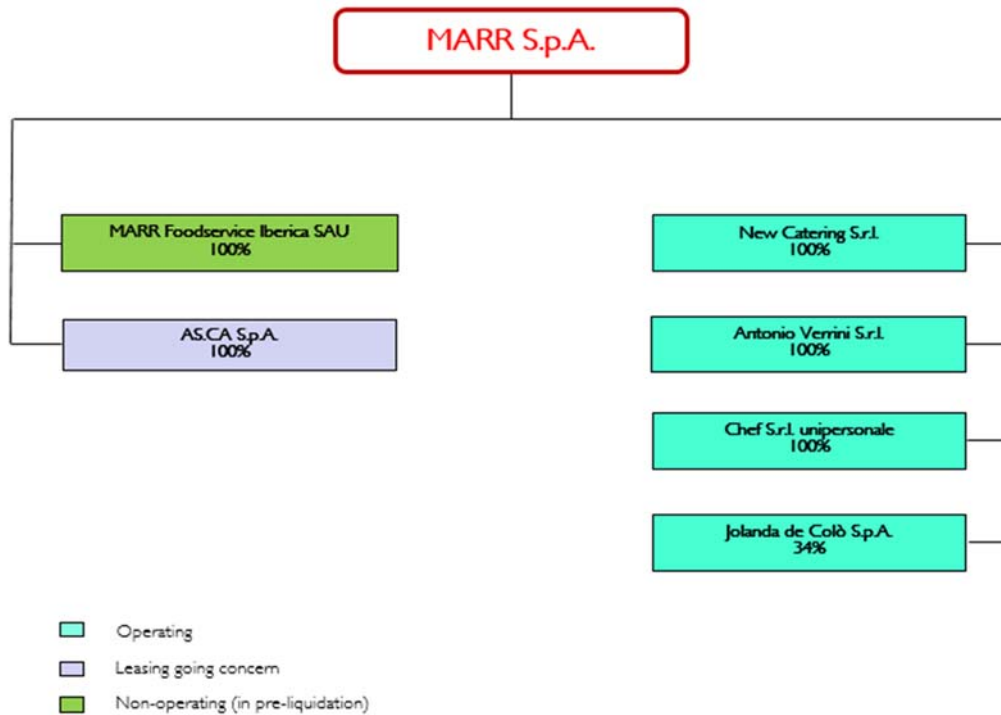 MARR S.p.A.
MARR Foodservice Iberica SAU
100%
New Catering S.r.l.
100%
AS.CA S.p.A.
100%
Antonio Verrini S.r.l.
100%
Chef S.r.l. unipersonale
100%
Jolanda de Colò S.p.A.
34%
Operating
Leasing going concern
Non-operating (in pre-liquidation)